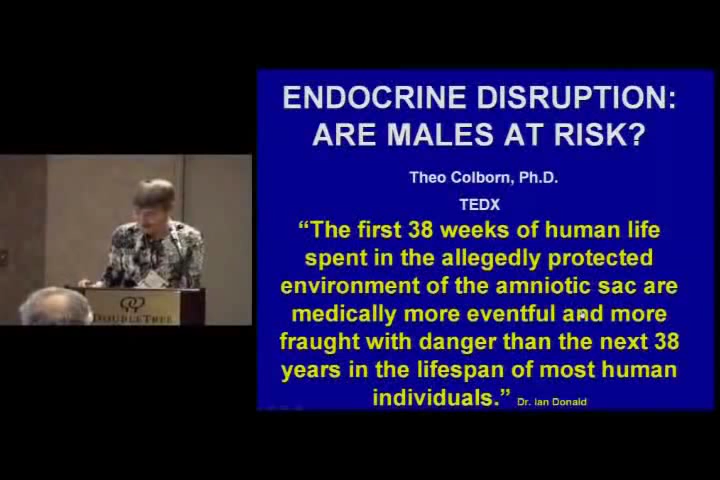 ENDOCRINE DISRUPTION:
ARE MALES AT RISK?
Theo Colborn, Ph.D.
TEDX
“The first 38 weeks of human life
spent in the allegedly protected
environment of the amniotic sac are
medically more eventful and more
fraught with danger than the next 38
years in the lifespan of most human
individuals.” Dr. Ian Donald
DOUBLETREE